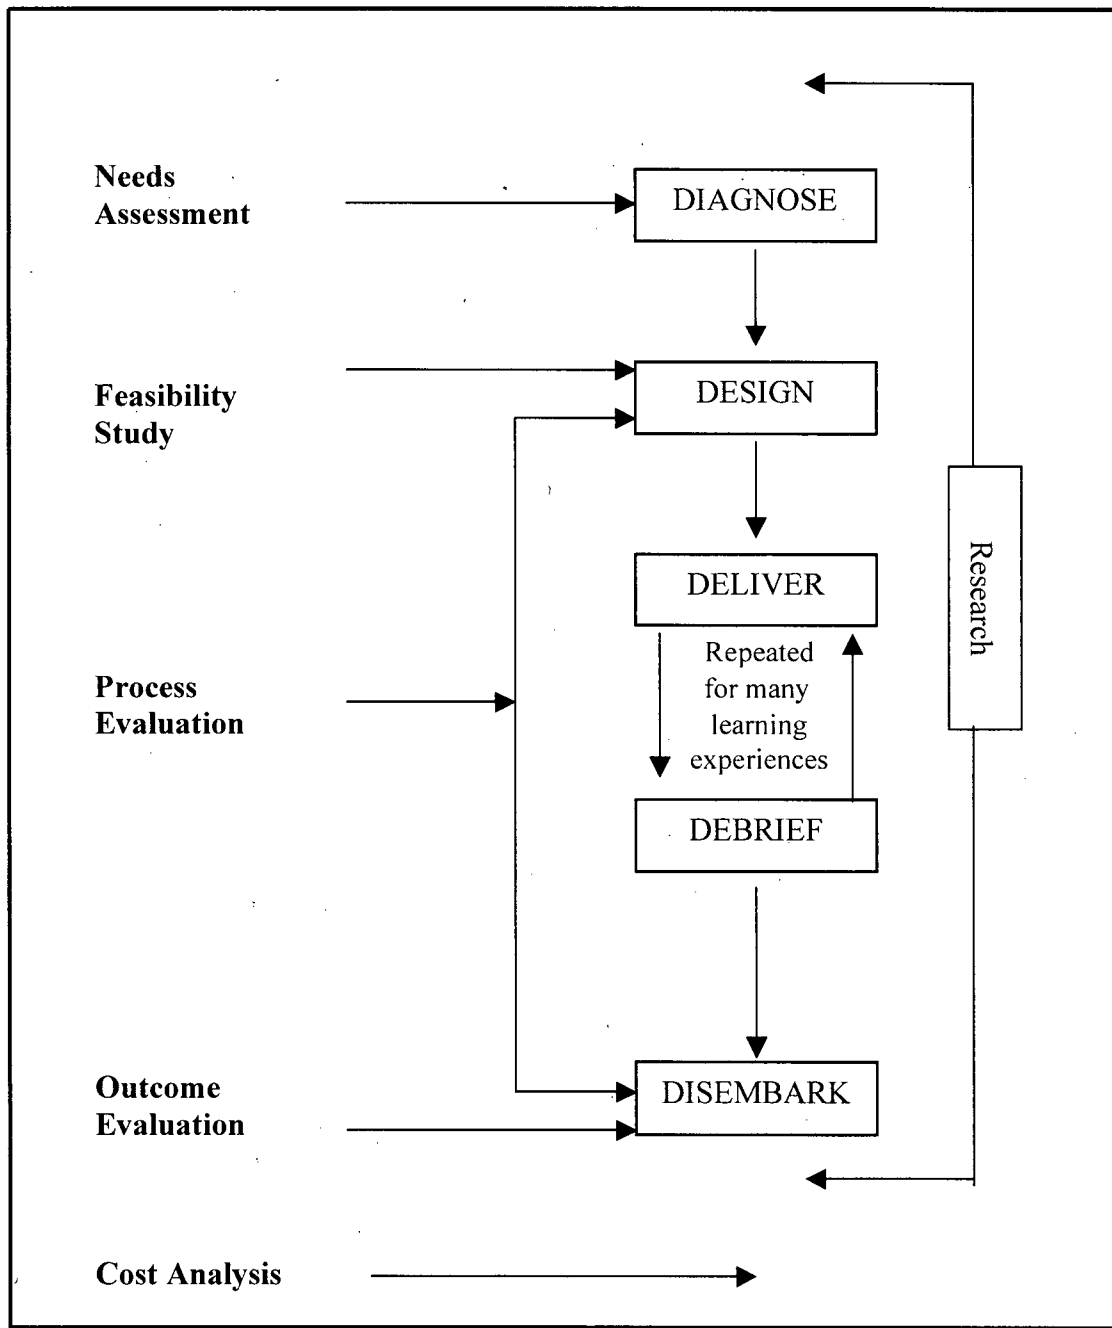 Needs
Assessment
DIAGNOSE
Feasibility
Study
DESIGN
DELIVER
Repeated
for many
learning
experiences
Research
Process
Evaluation
DEBRIEF
Outcome
Evaluation
DISEMBARK
Cost Analysis